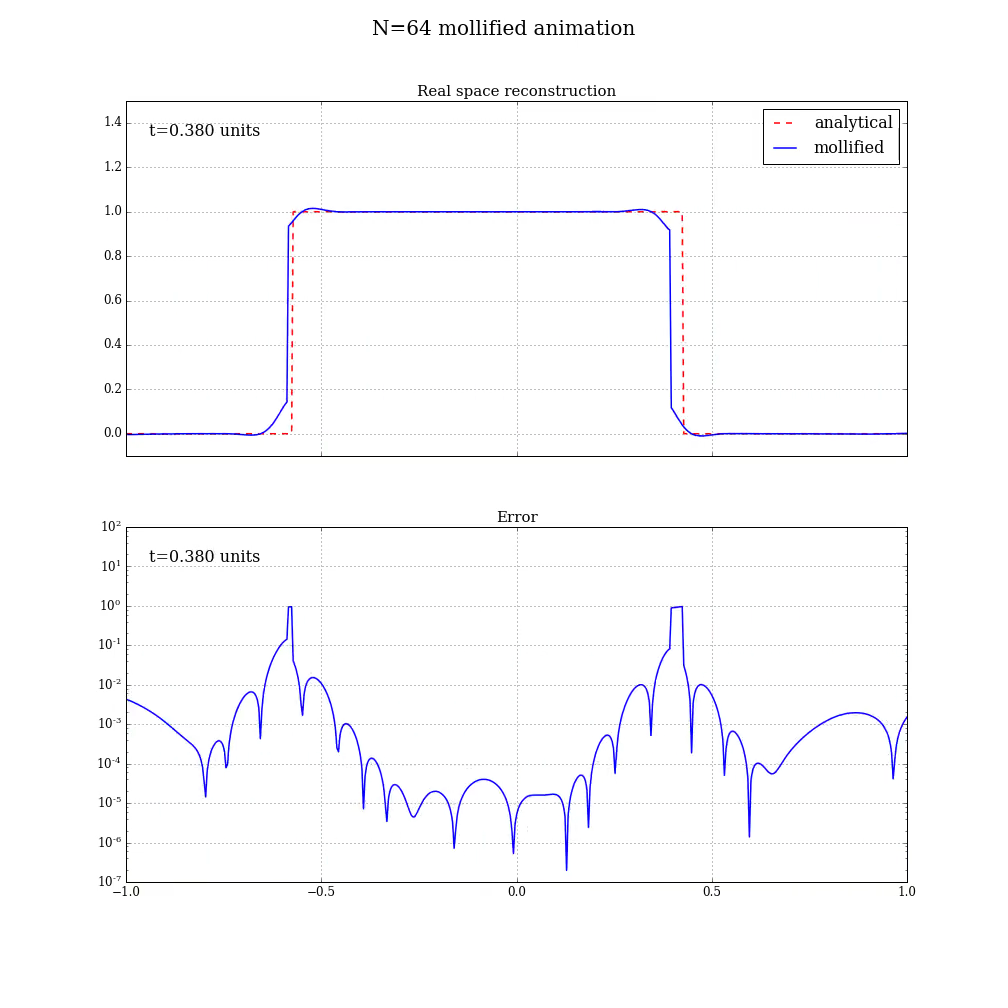 N=64 mollified animation
Real space reconstruction
t=0.380 units
analytical
mollified
1.4
1.2
1.0
0.8
0.6
0.4
0.2
0.0
Error
t=0.380 units
10²
10¹
10⁰
10⁻¹
10⁻²
10⁻³
10⁻⁴
10⁻⁵
10⁻⁶
10⁻⁷
−1.0 −0.5 0.0 0.5 1.0